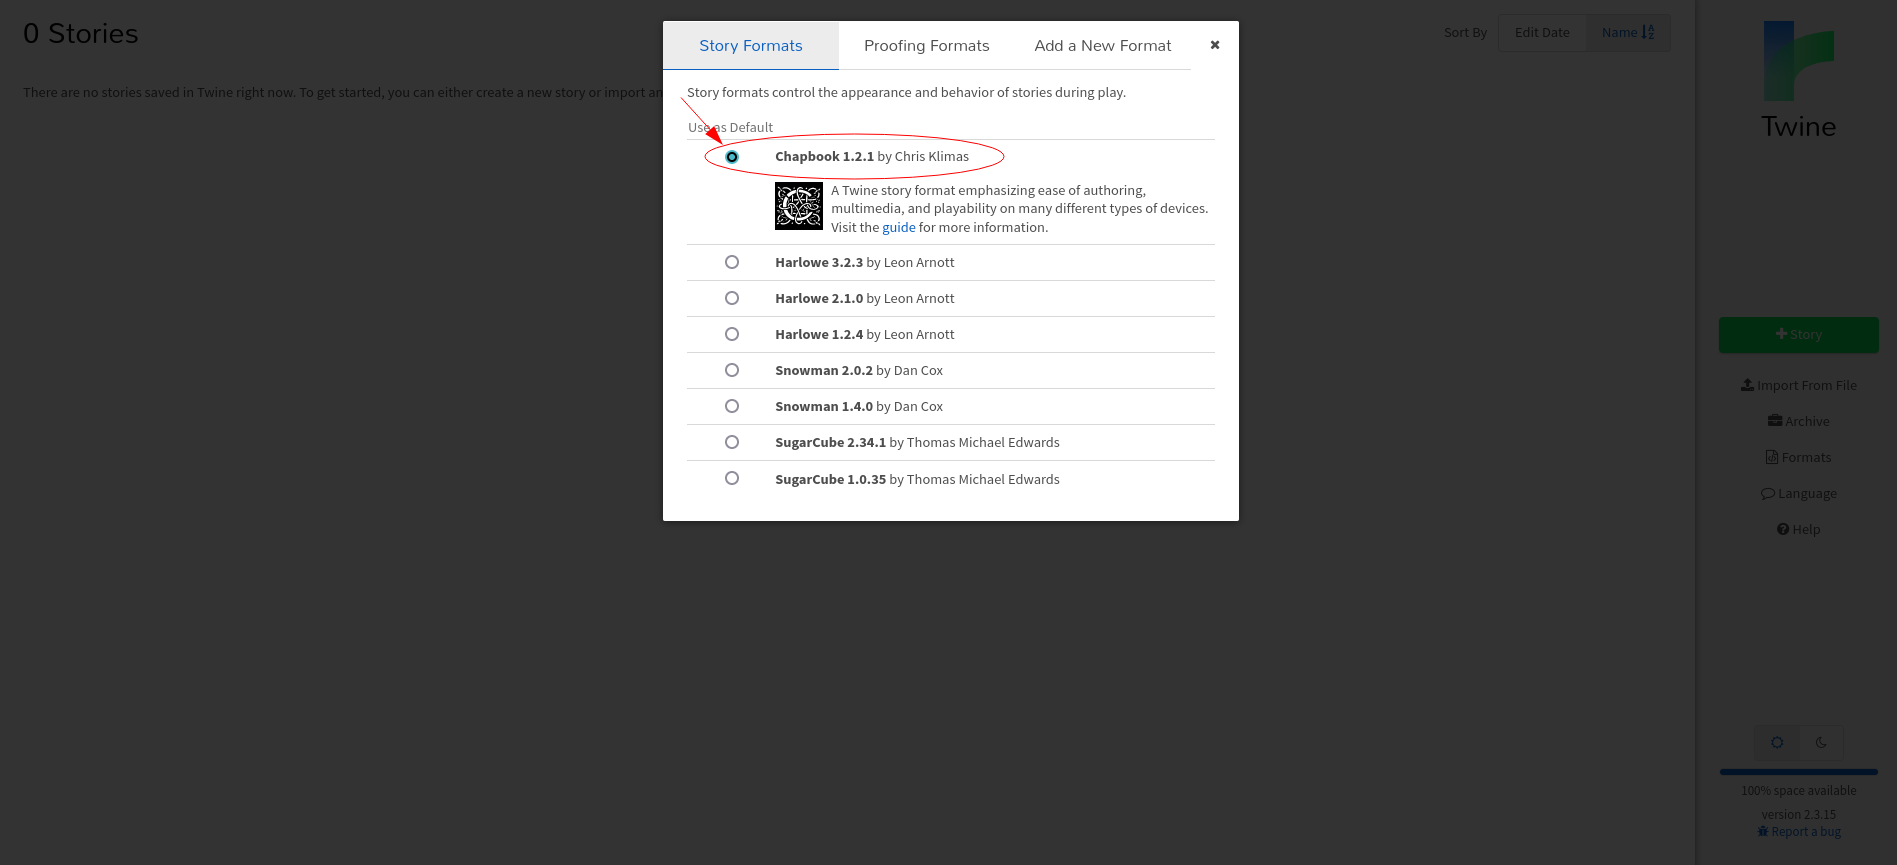 0 Stories
Sort By Edit Date Name
There are no stories saved in Twine right now. To get started, you can either create a new story or import an
Story Formats Proofing Formats Add a New Format
Story formats control the appearance and behavior of stories during play.
Use as Default
Chapbook 1.2.1 by Chris Klimas
A Twine story format emphasizing ease of authoring,
multimedia, and playability on many different types of devices.
Visit the guide for more information.
Harlowe 3.2.3 by Leon Arnott
Harlowe 2.1.0 by Leon Arnott
Harlowe 1.2.4 by Leon Arnott
Snowman 2.0.2 by Dan Cox
Snowman 1.4.0 by Dan Cox
SugarCube 2.34.1 by Thomas Michael Edwards
SugarCube 1.0.35 by Thomas Michael Edwards
Twine
Story
Import From File
Archive
Formats
Language
Help
100% space available
version 2.3.15
Report a bug